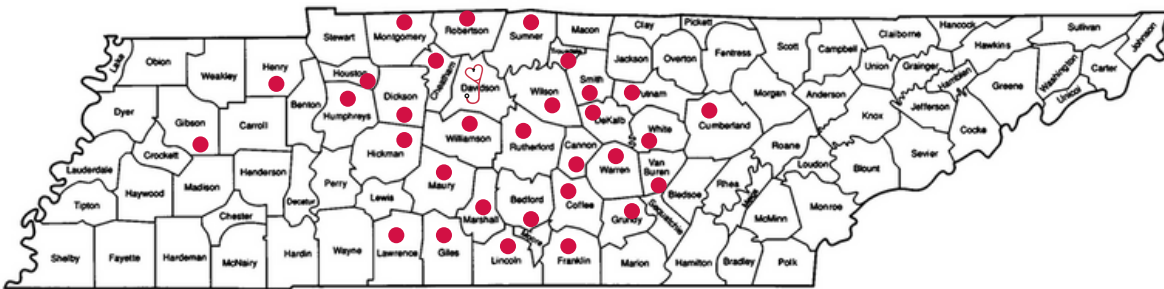 Lake
Obion
Weakley
Henry
Stewart
Montgomery
Robertson
Sumner
Macon
Clay
Pickett
Scott
Campbell
Claiborne
Hancock
Hawkins
Sullivan
Johnson
Houston
Cheatham
Davidson
Trousdale
Jackson
Overton
Fentress
Union
Grainger
Hamblen
Greene
Washington
Carter
Unicoi
Dyer
Gibson
Carroll
Benton
Humphreys
Dickson
Wilson
Smith
Putnam
Morgan
Anderson
Jefferson
Cocke
Crockett
Hickman
Williamson
Rutherford
Cannon
DeKalb
White
Cumberland
Roane
Knox
Sevier
Lauderdale
Haywood
Madison
Henderson
Decatur
Perry
Lewis
Maury
Warren
Van
Buren
Bledsoe
Rhea
Meigs
Loudon
Blount
Tipton
Chester
Marshall
Bedford
Coffee
Grundy
Sequatchie
McMinn
Monroe
Shelby
Fayette
Hardeman
McNairy
Hardin
Wayne
Lawrence
Giles
Lincoln
Moore
Franklin
Marion
Hamilton
Bradley
Polk